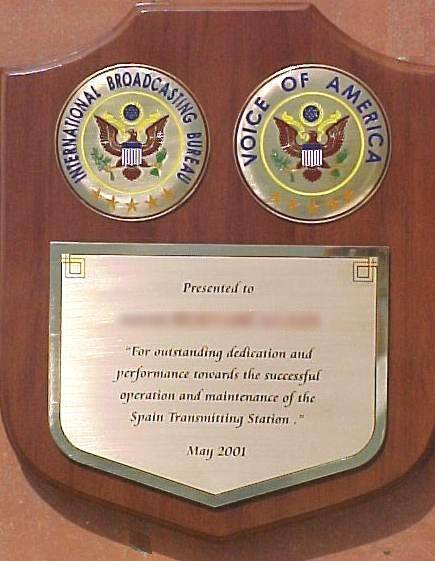 INTERNATIONAL BROADCASTING BUREAU
VOICE OF AMERICA
Presented to
"For outstanding dedication and
performance towards the successful
operation and maintenance of the
Spain Transmitting Station ."
May 2001